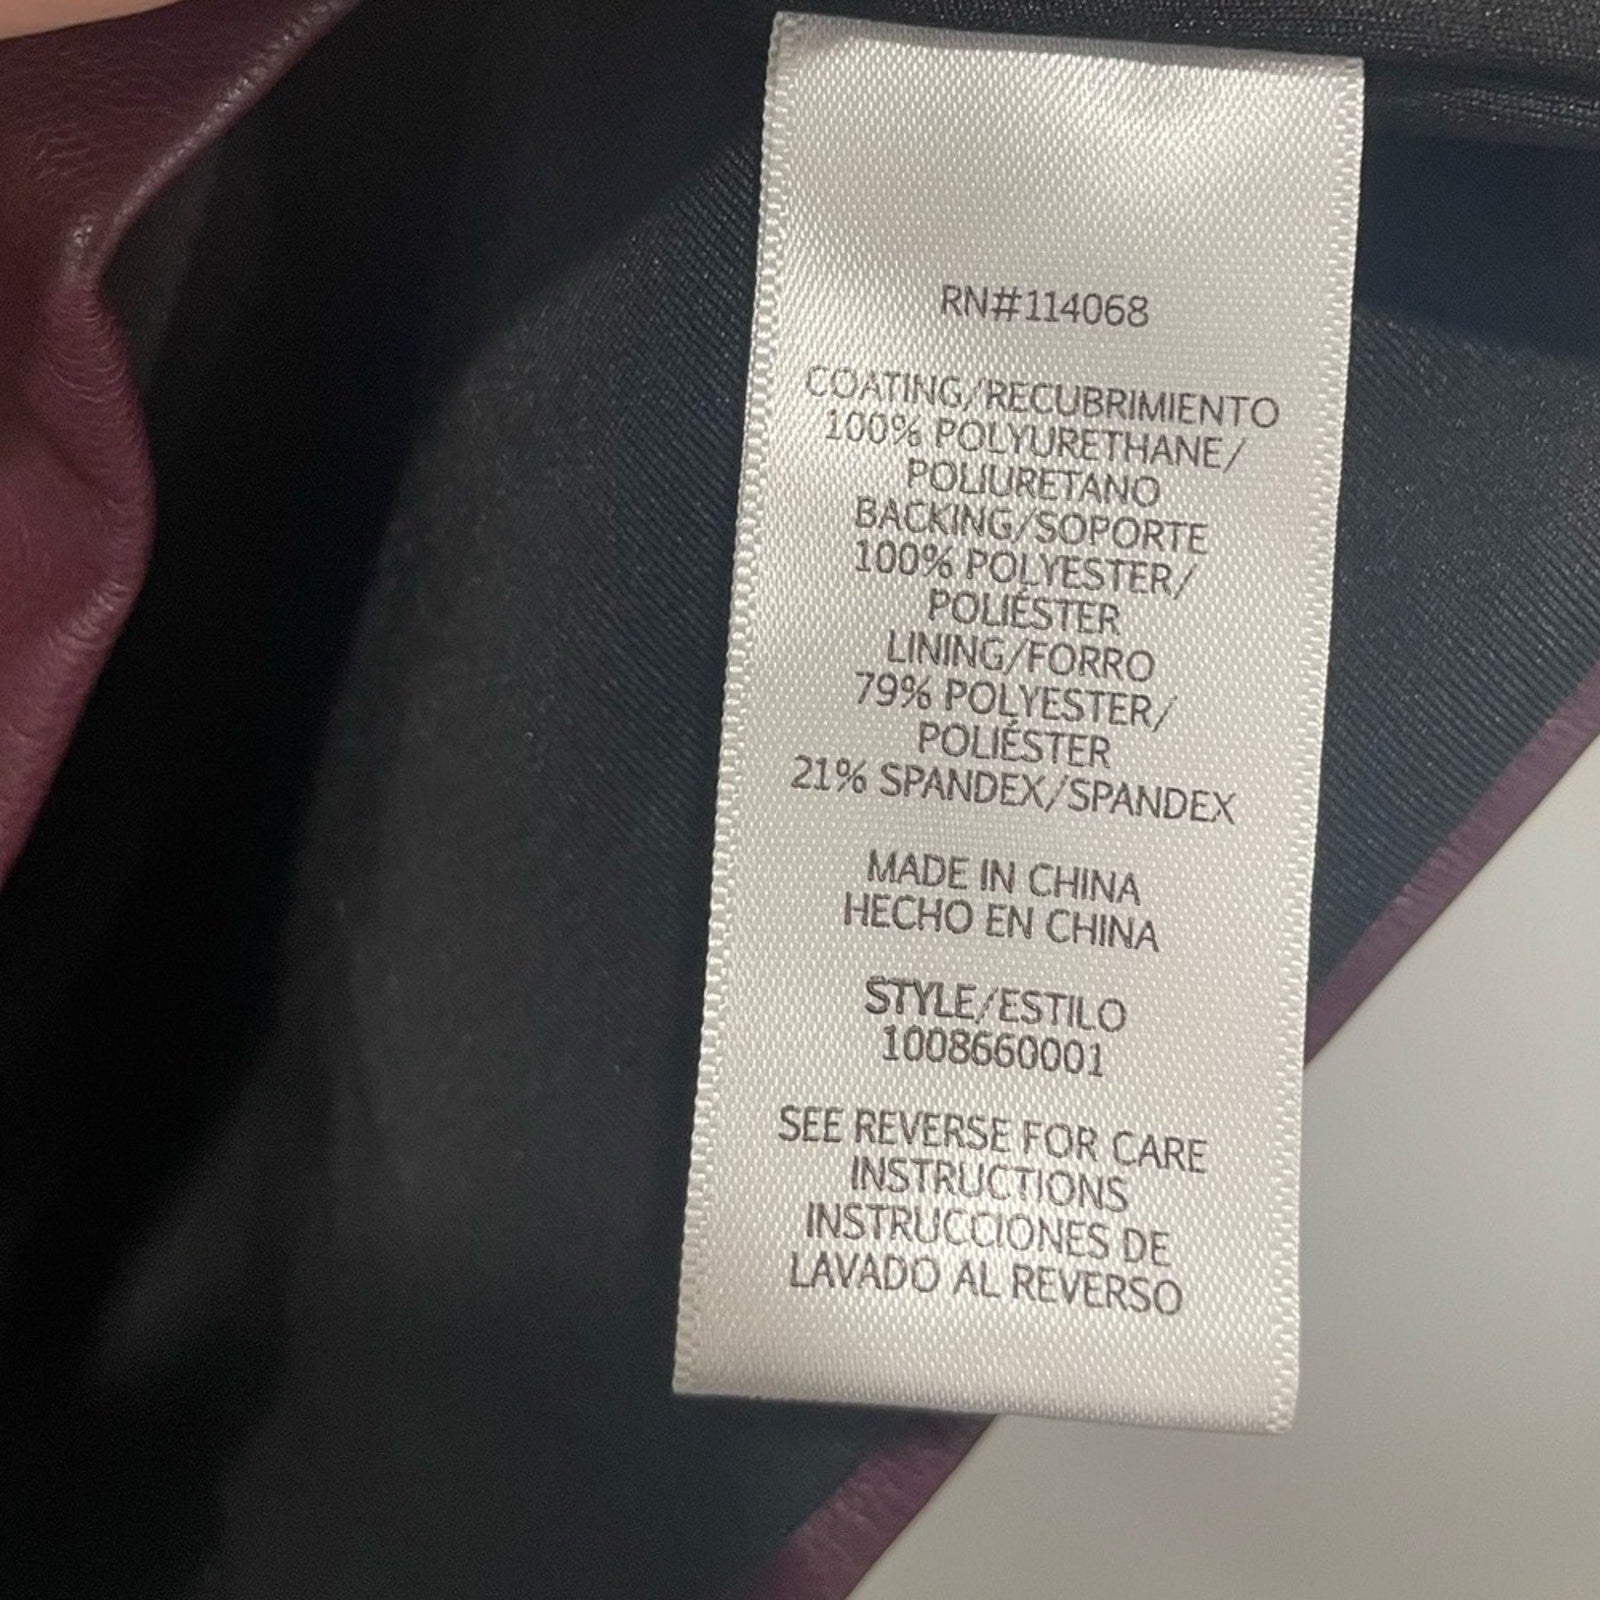 RN#114068
COATING/RECUBRIMIENTO
100% POLYURETHANE/
POLIURETANO
BACKING/SOPORTE
100% POLYESTER/
POLIÉSTER
LINING/FORRO
79% POLYESTER/
POLIÉSTER
21% SPANDEX/SPANDEX
MADE IN CHINA
HECHO EN CHINA
STYLE/ESTILO
1008660001
SEE REVERSE FOR CARE
INSTRUCTIONS
INSTRUCCIONES DE
LAVADO AL REVERSO